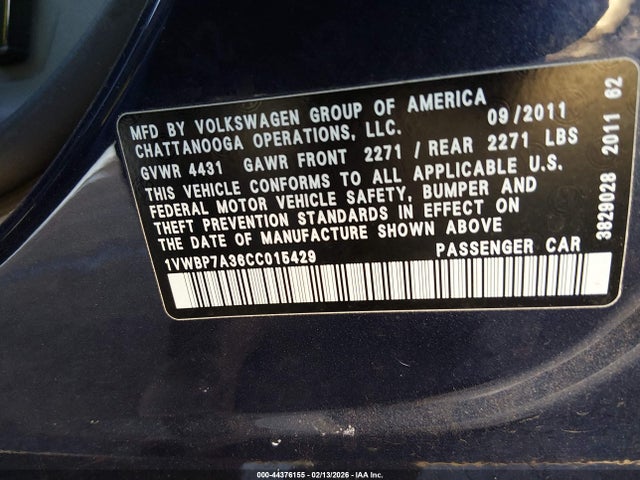 MFD BY VOLKSWAGEN GROUP OF AMERICA 09/2011
CHATTANOOGA OPERATIONS, LLC.
GVWR 4431 GAWR FRONT 2271 / REAR 2271 LBS
THIS VEHICLE CONFORMS TO ALL APPLICABLE U.S.
FEDERAL MOTOR VEHICLE SAFETY, BUMPER AND
THEFT PREVENTION STANDARDS IN EFFECT ON
THE DATE OF MANUFACTURE SHOWN ABOVE
1VWBP7A36CC015429 PASSENGER CAR
3829028 2011 62
000-44376155 - 02/13/2026 - IAA Inc.